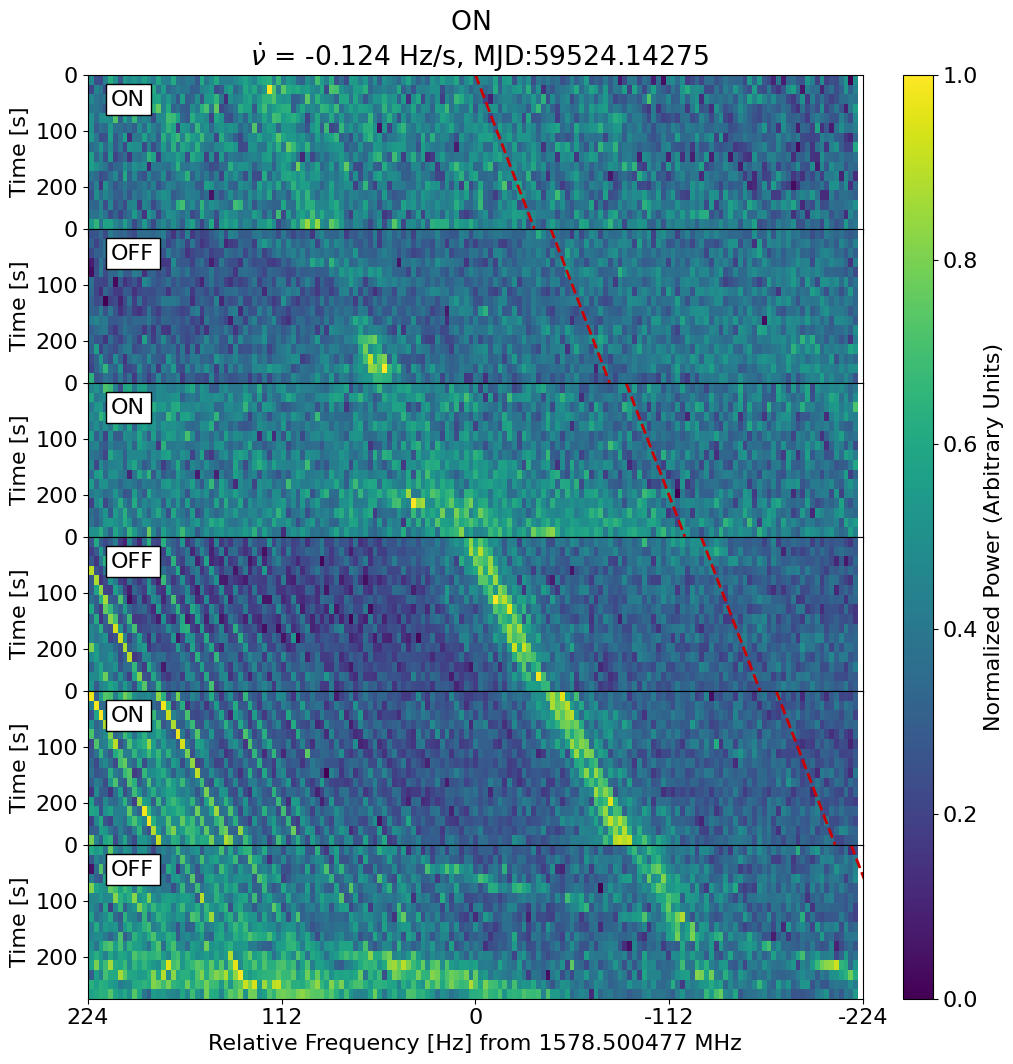 ON
ν̇ = -0.124 Hz/s, MJD:59524.14275
0
ON
100
200
Time [s]
0
OFF
100
200
Time [s]
0
ON
100
200
Time [s]
0
OFF
100
200
Time [s]
0
ON
100
200
Time [s]
0
OFF
100
200
Time [s]
224 112 0 -112 -224
Relative Frequency [Hz] from 1578.500477 MHz
1.0
0.8
0.6
0.4
0.2
0.0
Normalized Power (Arbitrary Units)